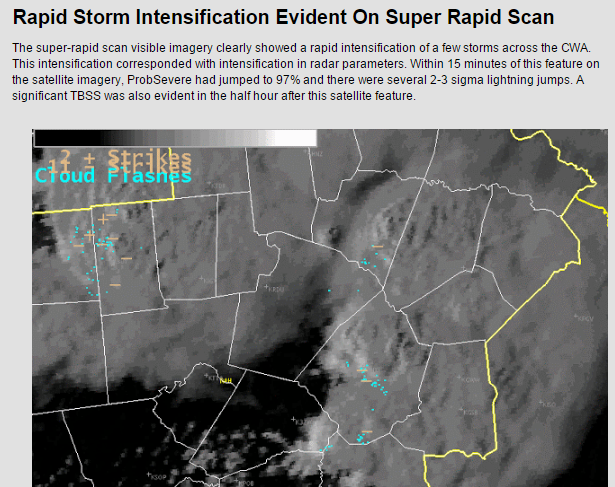 Rapid Storm Intensification Evident On Super Rapid Scan
The super-rapid scan visible imagery clearly showed a rapid intensification of a few storms across the CWA.
This intensification corresponded with intensification in radar parameters. Within 15 minutes of this feature on
the satellite imagery, ProbSevere had jumped to 97% and there were several 2-3 sigma lightning jumps. A
significant TBSS was also evident in the half hour after this satellite feature.
2 + Strikes
Cloud Flashes
RAH